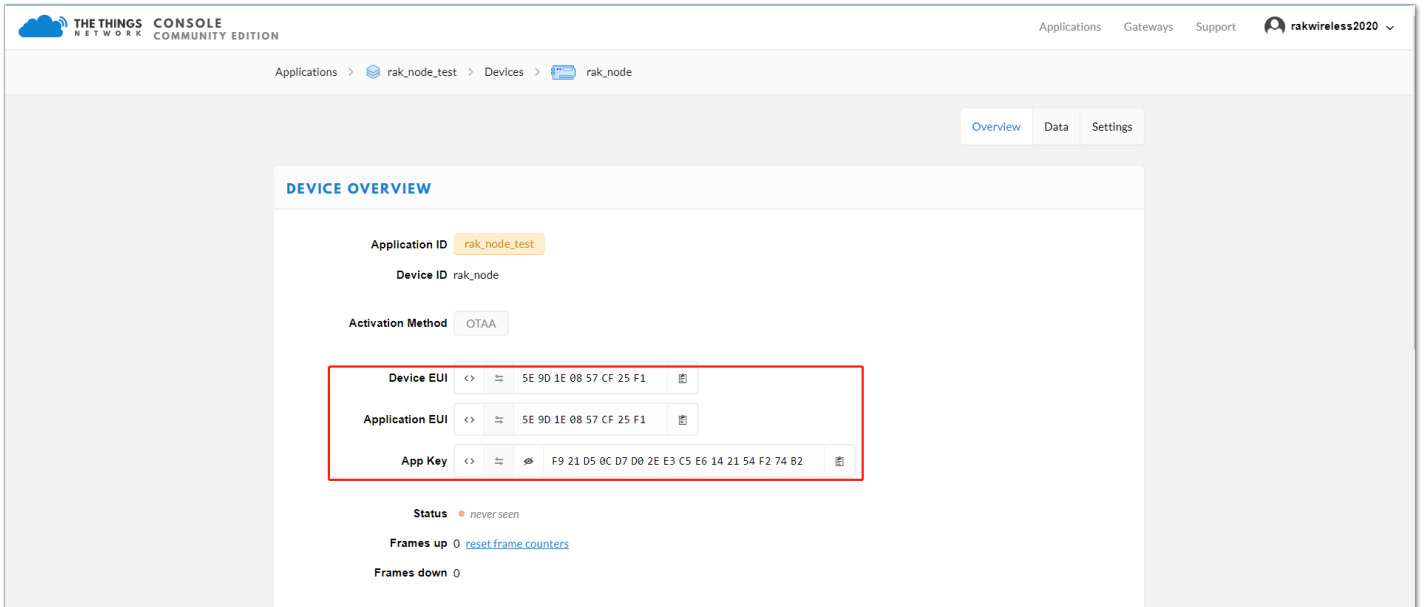 THE THINGS NETWORK CONSOLE COMMUNITY EDITION
Applications Gateways Support rakwireless2020
Applications > rak_node_test > Devices > rak_node
Overview Data Settings
DEVICE OVERVIEW
Application ID rak_node_test
Device ID rak_node
Activation Method OTAA
Device EUI <> 5E 9D 1E 08 57 CF 25 F1
Application EUI <> 5E 9D 1E 08 57 CF 25 F1
App Key <> F9 21 D5 0C D7 D0 2E E3 C5 E6 14 21 54 F2 74 B2
Status never seen
Frames up 0 reset frame counters
Frames down 0